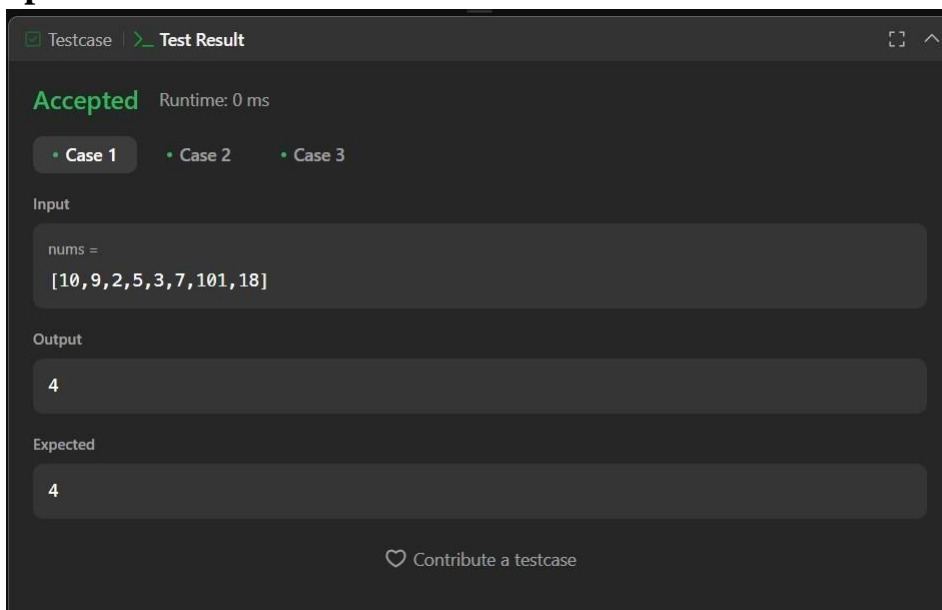 Testcase | >_ Test Result
Accepted Runtime: 0 ms
• Case 1 • Case 2 • Case 3
Input
nums =
[10,9,2,5,3,7,101,18]
Output
4
Expected
4
Contribute a testcase